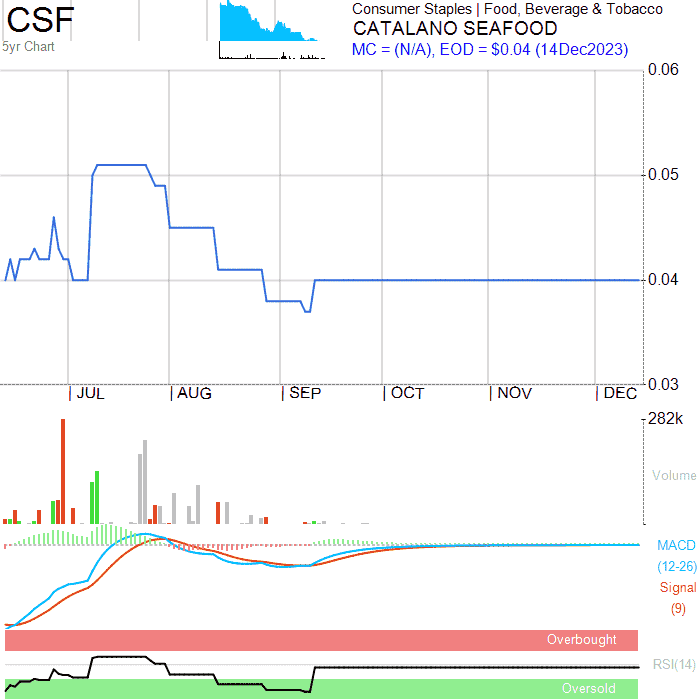 CSF
5yr Chart
Consumer Staples | Food, Beverage & Tobacco
CATALANO SEAFOOD
MC = (N/A), EOD = $0.04 (14Dec2023)
0.06
0.05
0.04
0.03
JUL AUG SEP OCT NOV DEC
282k
Volume
MACD
(12-26)
Signal
(9)
Overbought
RSI(14)
Oversold